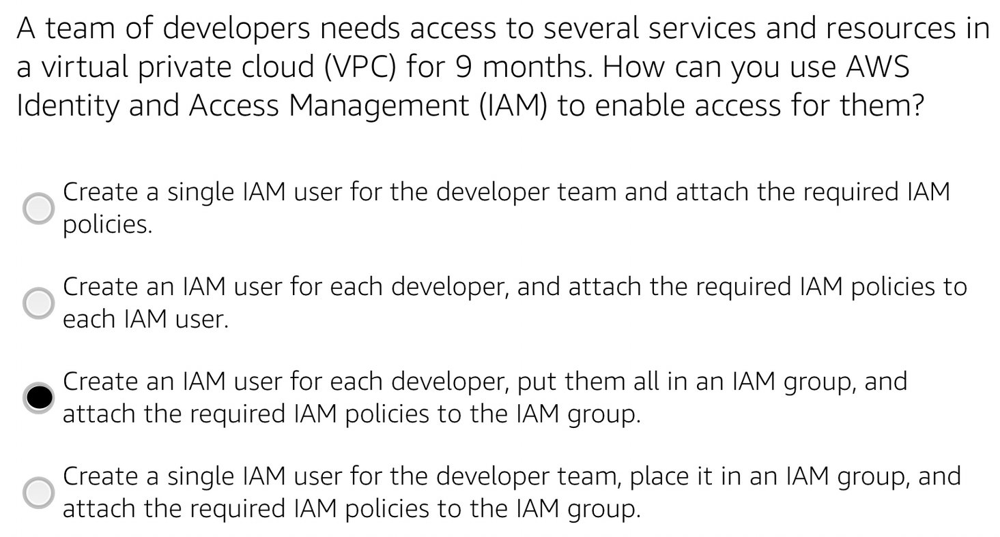 A team of developers needs access to several services and resources in
a virtual private cloud (VPC) for 9 months. How can you use AWS
Identity and Access Management (IAM) to enable access for them?
Create a single IAM user for the developer team and attach the required IAM
policies.
Create an IAM user for each developer, and attach the required IAM policies to
each IAM user.
Create an IAM user for each developer, put them all in an IAM group, and
attach the required IAM policies to the IAM group.
Create a single IAM user for the developer team, place it in an IAM group, and
attach the required IAM policies to the IAM group.